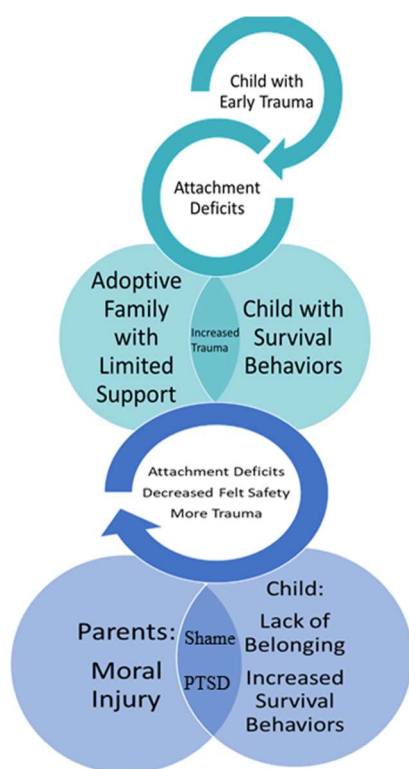 Child with
Early Trauma
Attachment
Deficits
Adoptive
Family
with
Limited
Support
Increased
Trauma
Child with
Survival
Behaviors
Attachment Deficits
Decreased Felt Safety
More Trauma
Parents:
Moral
Injury
Shame
PTSD
Child:
Lack of
Belonging
Increased
Survival
Behaviors